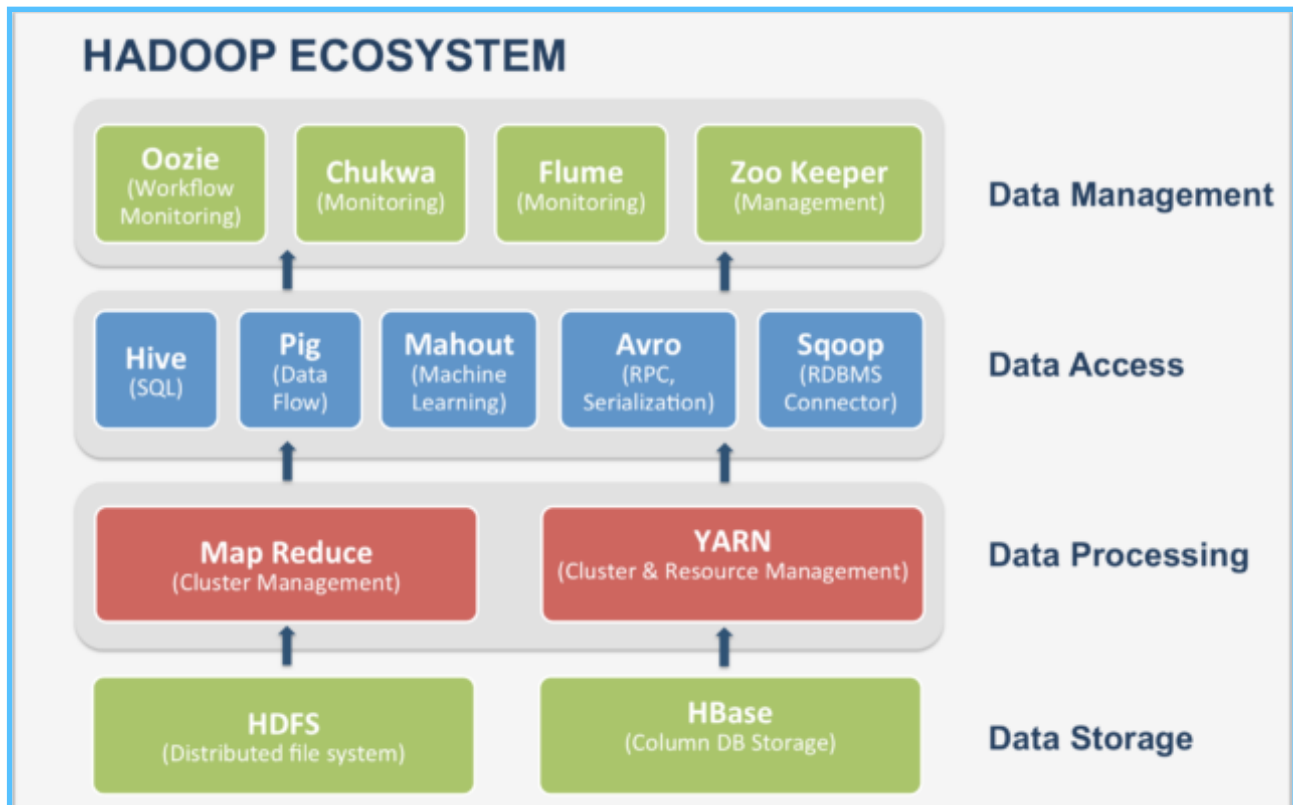 HADOOP ECOSYSTEM
Oozie
(Workflow
Monitoring)
Chukwa
(Monitoring)
Flume
(Monitoring)
Zoo Keeper
(Management)
Data Management
Hive
(SQL)
Pig
(Data
Flow)
Mahout
(Machine
Learning)
Avro
(RPC,
Serialization)
Sqoop
(RDBMS
Connector)
Data Access
Map Reduce
(Cluster Management)
YARN
(Cluster & Resource Management)
Data Processing
HDFS
(Distributed file system)
HBase
(Column DB Storage)
Data Storage